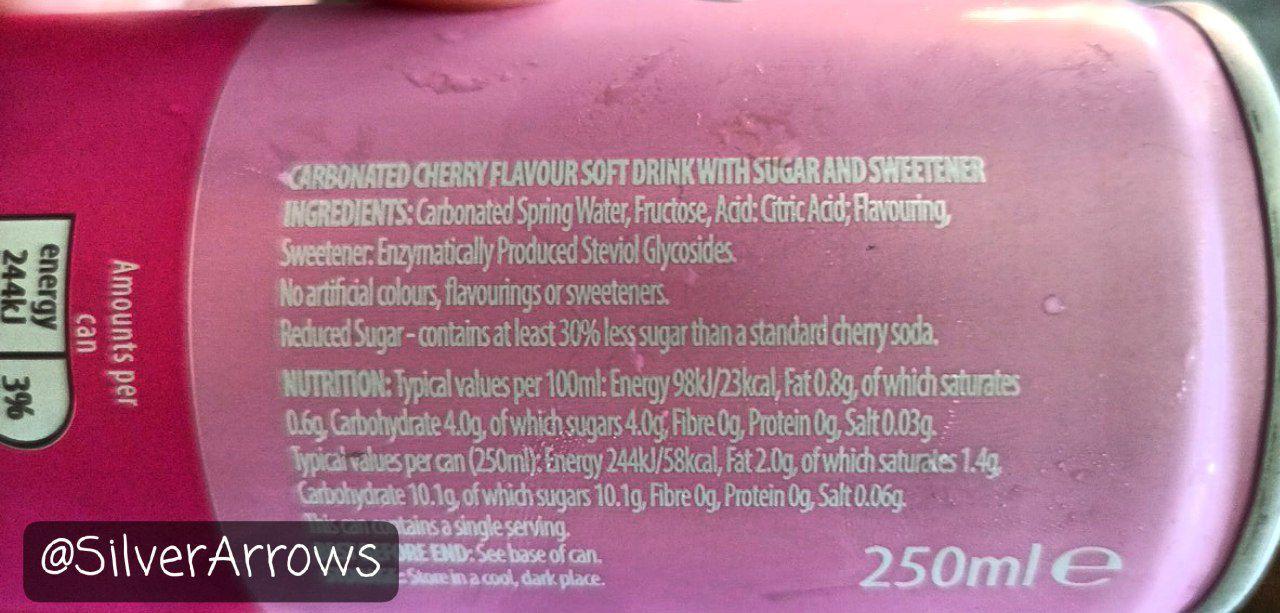 CARBONATED CHERRY FLAVOUR SOFT DRINK WITH SUGAR AND SWEETENER
INGREDIENTS: Carbonated Spring Water, Fructose, Acid: Citric Acid; Flavouring,
Sweetener: Enzymatically Produced Steviol Glycosides.
No artificial colours, flavourings or sweeteners.
Reduced Sugar - contains at least 30% less sugar than a standard cherry soda.
NUTRITION: Typical values per 100ml: Energy 98kJ/23kcal, Fat 0.8g, of which saturates
0.6g, Carbohydrate 4.0g, of which sugars 4.0g, Fibre 0g, Protein 0g, Salt 0.03g.
Typical values per can (250ml): Energy 244kJ/58kcal, Fat 2.0g, of which saturates 1.4g,
Carbohydrate 10.1g, of which sugars 10.1g, Fibre 0g, Protein 0g, Salt 0.06g.
This can contains a single serving.
END: See base of can.
Store in a cool, dark place.
250ml e
Amounts per
can
energy
244kJ
3%
@SilverArrows